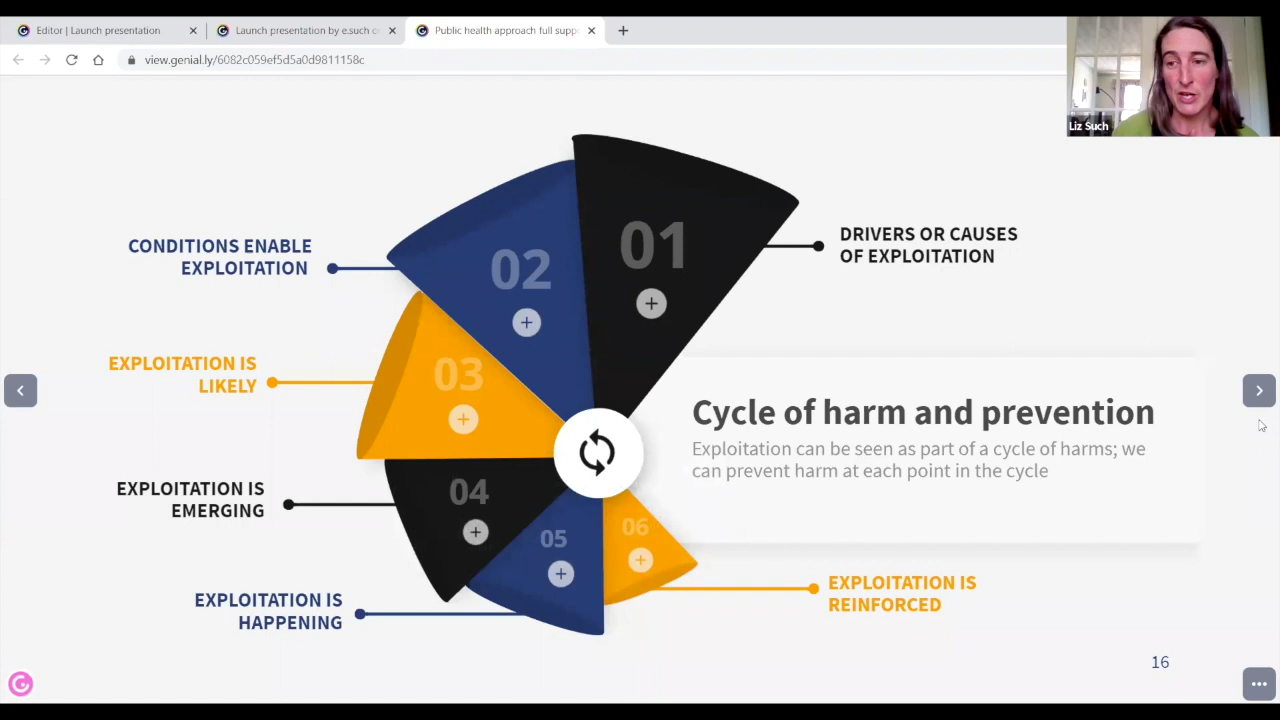 Editor | Launch presentation
Launch presentation by e.such
Public health approach full supp
view.genial.ly/6082c059ef5d5a0d9811158c
Liz Such
01
DRIVERS OR CAUSES
OF EXPLOITATION
02
CONDITIONS ENABLE
EXPLOITATION
03
EXPLOITATION IS
LIKELY
Cycle of harm and prevention
Exploitation can be seen as part of a cycle of harms; we
can prevent harm at each point in the cycle
04
EXPLOITATION IS
EMERGING
05
EXPLOITATION IS
HAPPENING
06
EXPLOITATION IS
REINFORCED
16